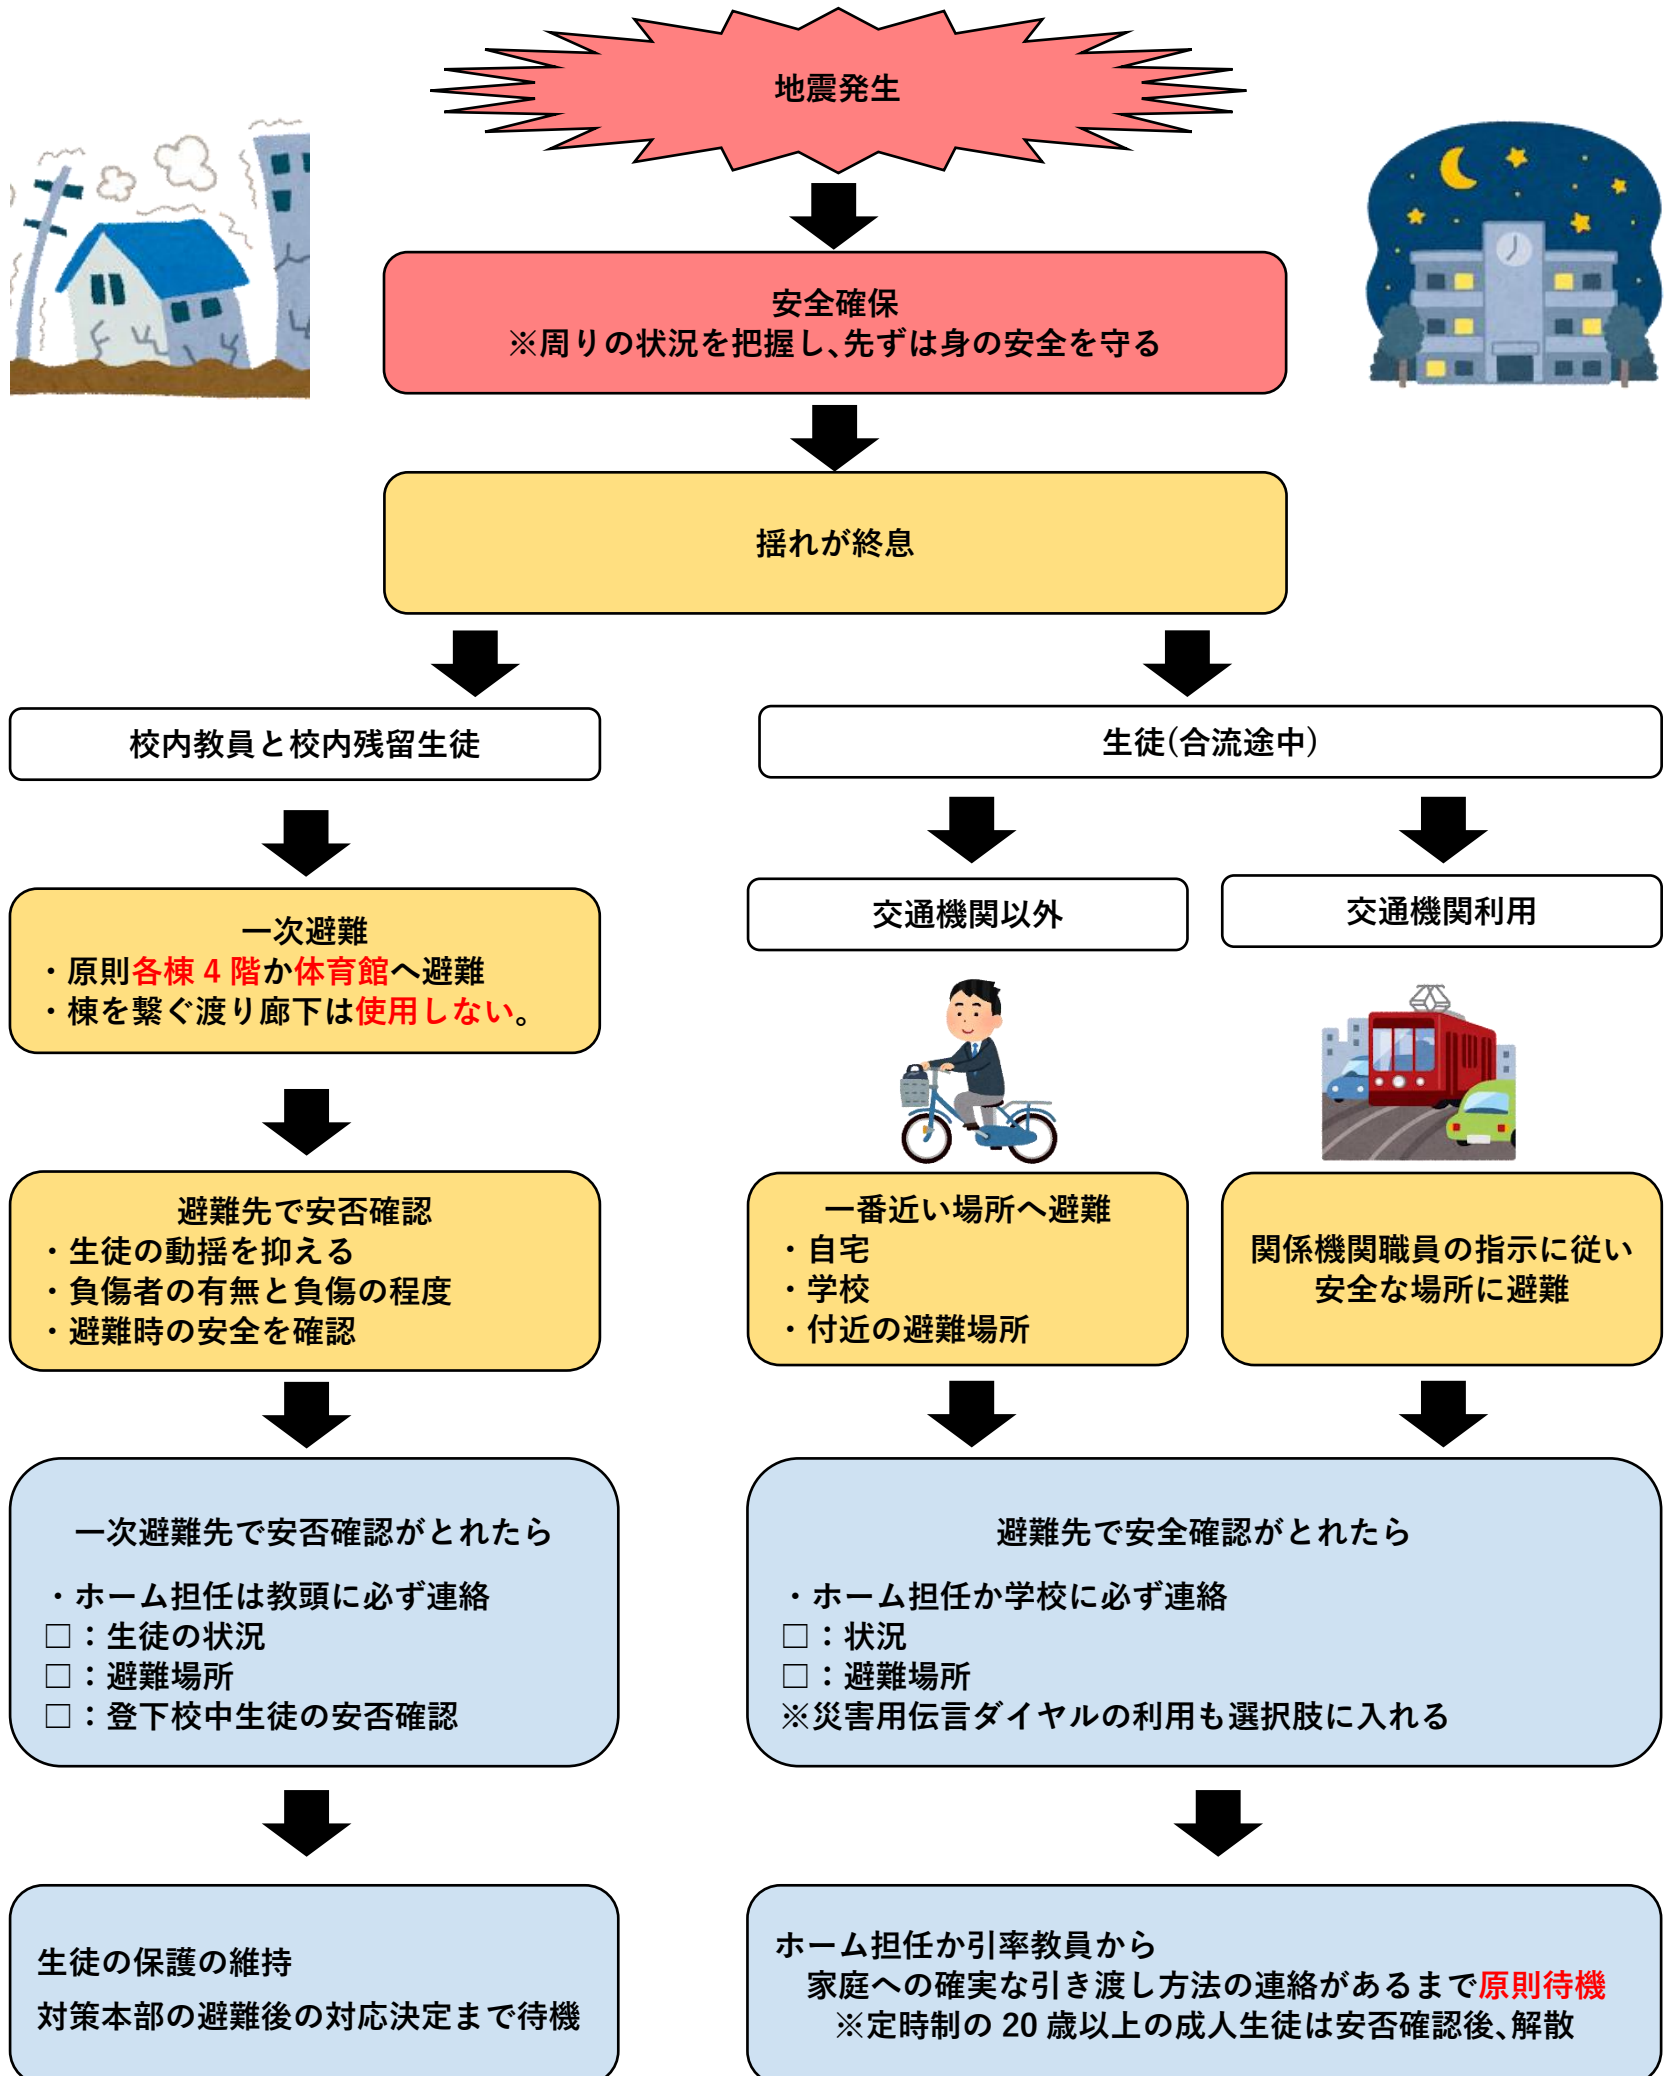 地震発生
安全確保
※周りの状況を把握し、先ずは身の安全を守る
揺れが終息
校内教員と校内残留生徒
生徒(合流途中)
一次避難
・原則各棟4階か体育館へ避難
・棟を繋ぐ渡り廊下は使用しない。
交通機関以外
交通機関利用
避難先で安否確認
・生徒の動揺を抑える
・負傷者の有無と負傷の程度
・避難時の安全を確認
一番近い場所へ避難
・自宅
・学校
・付近の避難場所
関係機関職員の指示に従い
安全な場所に避難
一次避難先で安否確認がとれたら
・ホーム担任は教頭に必ず連絡
□：生徒の状況
□：避難場所
□：登下校中生徒の安否確認
避難先で安全確認がとれたら
・ホーム担任か学校に必ず連絡
□：状況
□：避難場所
※災害用伝言ダイヤルの利用も選択肢に入れる
生徒の保護の維持
対策本部の避難後の対応決定まで待機
ホーム担任か引率教員から
家庭への確実な引き渡し方法の連絡があるまで原則待機
※定時制の20歳以上の成人生徒は安否確認後、解散